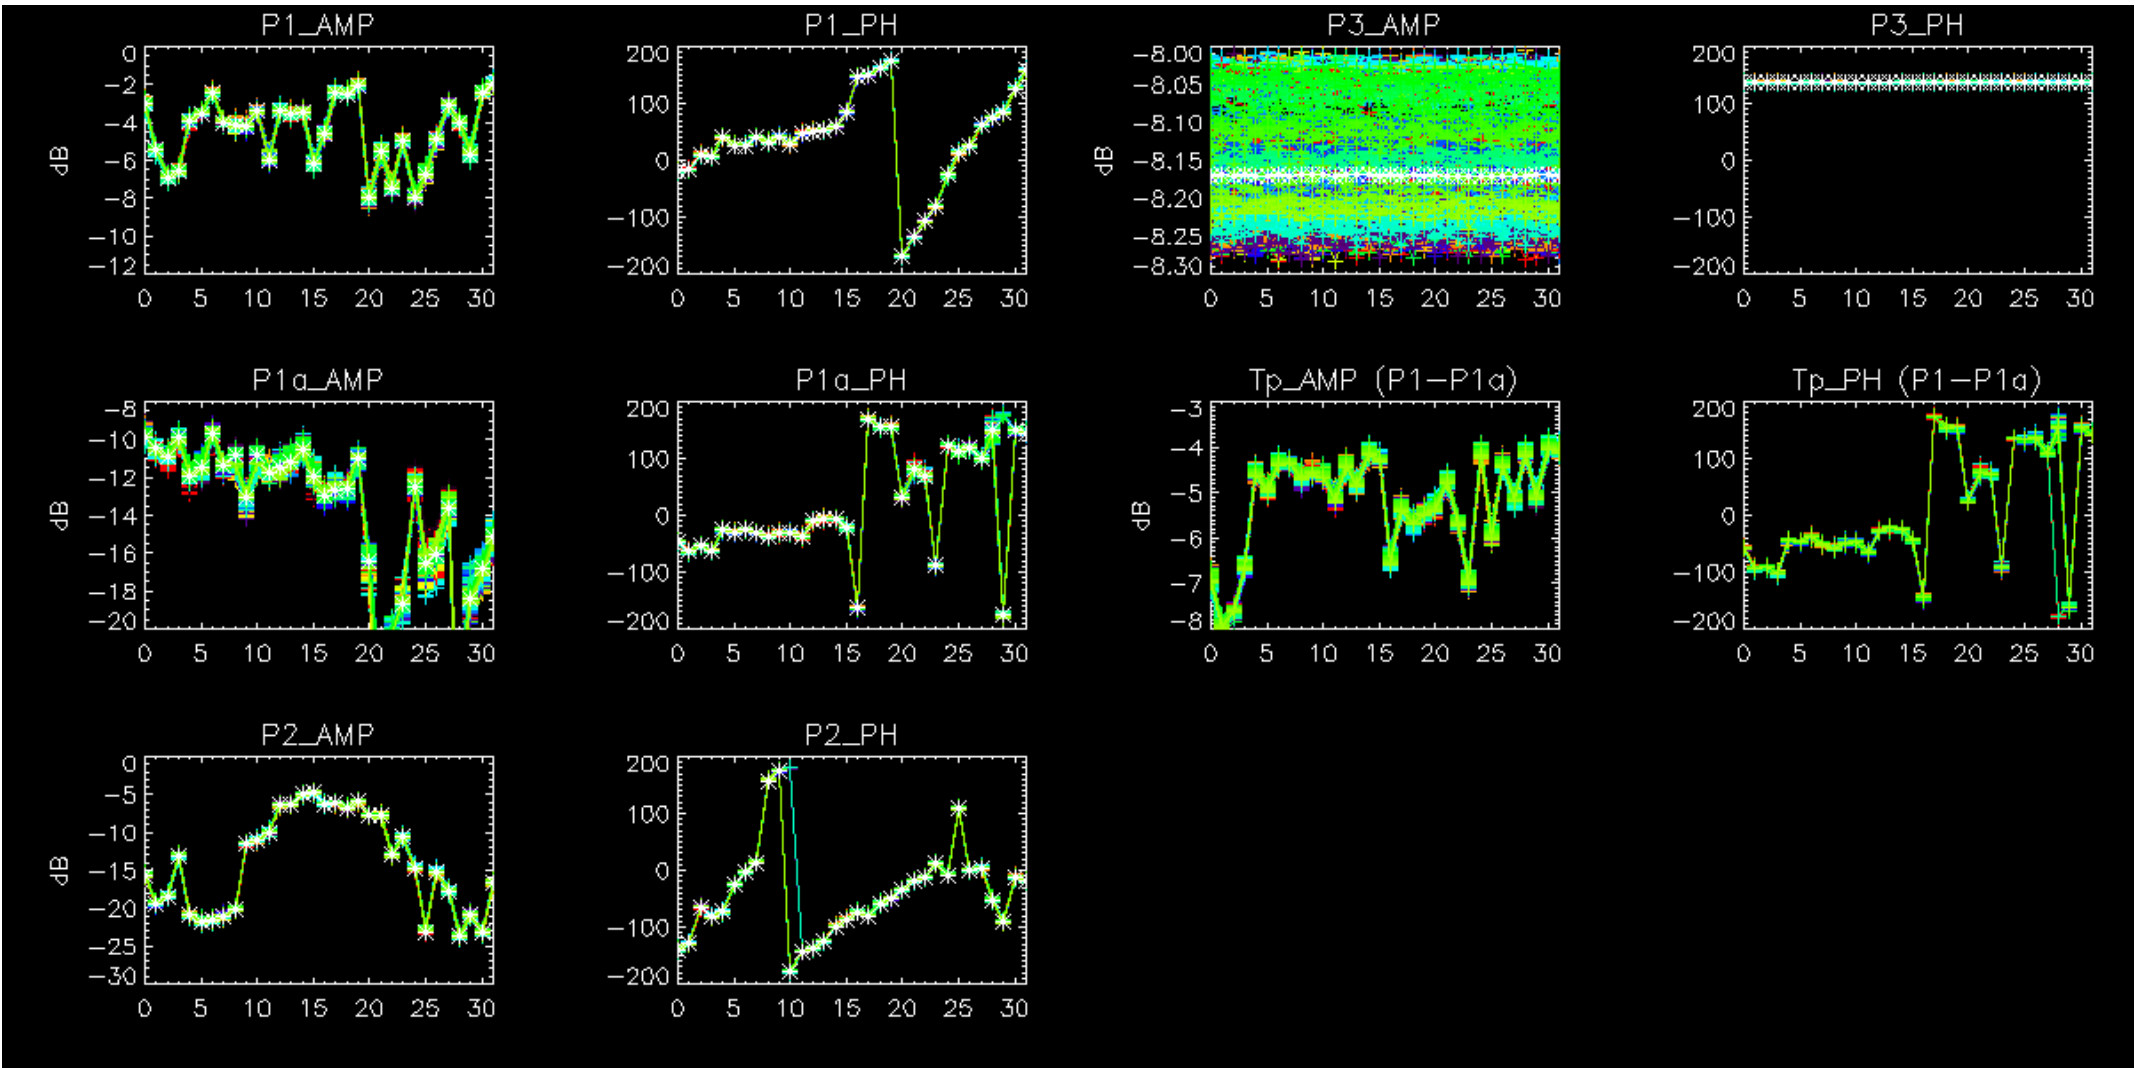 P1_AMP
dB
0
−2
−4
−6
−8
−10
−12
0 5 10 15 20 25 30
P1_PH
200
100
0
−100
−200
0 5 10 15 20 25 30
P3_AMP
dB
−8.00
−8.05
−8.10
−8.15
−8.20
−8.25
−8.30
0 5 10 15 20 25 30
P3_PH
200
100
0
−100
−200
0 5 10 15 20 25 30
P1a_AMP
dB
−8
−10
−12
−14
−16
−18
−20
0 5 10 15 20 25 30
P1a_PH
200
100
0
−100
−200
0 5 10 15 20 25 30
Tp_AMP (P1−P1a)
dB
−3
−4
−5
−6
−7
−8
0 5 10 15 20 25 30
Tp_PH (P1−P1a)
200
100
0
−100
−200
0 5 10 15 20 25 30
P2_AMP
dB
0
−5
−10
−15
−20
−25
−30
0 5 10 15 20 25 30
P2_PH
200
100
0
−100
−200
0 5 10 15 20 25 30